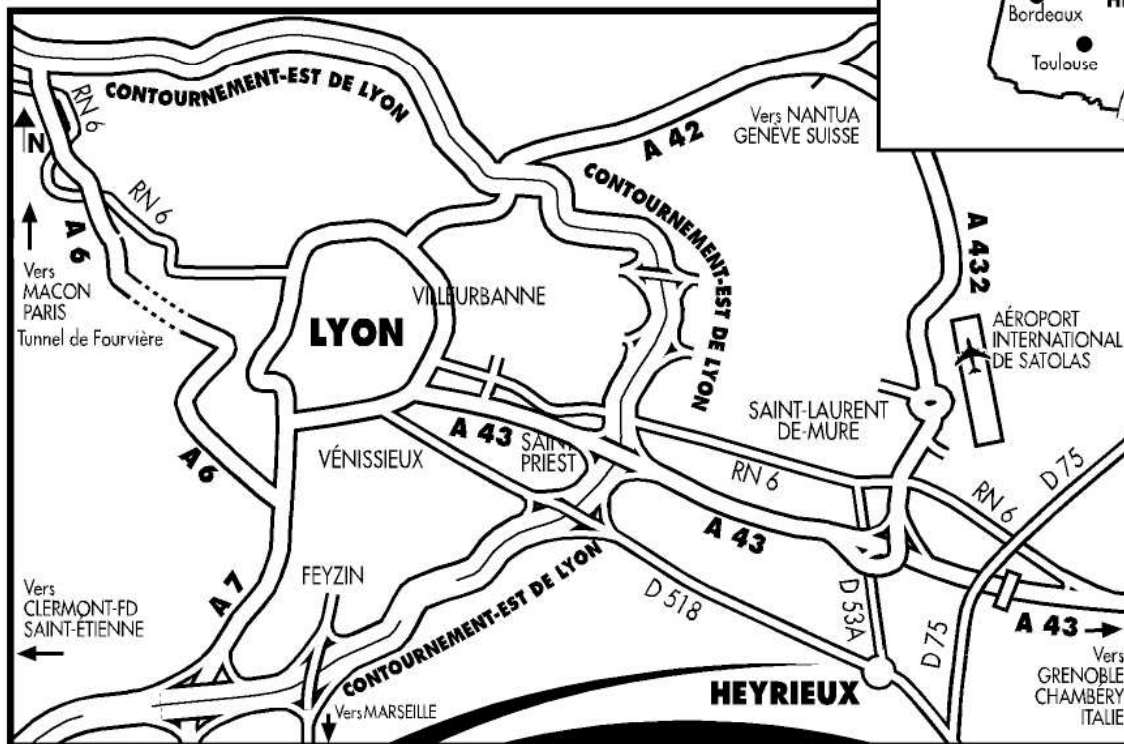 Bordeaux
Toulouse
CONTOURNEMENT-EST DE LYON
RN 6
N
Vers NANTUA
GENÈVE SUISSE
A 42
CONTOURNEMENT-EST DE LYON
RN 6
A 6
A 432
Vers
MACON
PARIS
Tunnel de Fourvière
VILLEURBANNE
LYON
AÉROPORT
INTERNATIONAL
DE SATOLAS
SAINT-LAURENT
DE-MURE
A 43
SAINT
PRIEST
VÉNISSIEUX
A 6
RN 6
RN 6
D 75
A 43
FEYZIN
A 7
CONTOURNEMENT-EST DE LYON
D 518
D 53A
D 75
Vers
CLERMONT-FD
SAINT-ÉTIENNE
A 43
Vers
GRENOBLE
CHAMBÉRY
ITALIE
HEYRIEUX
Vers MARSEILLE